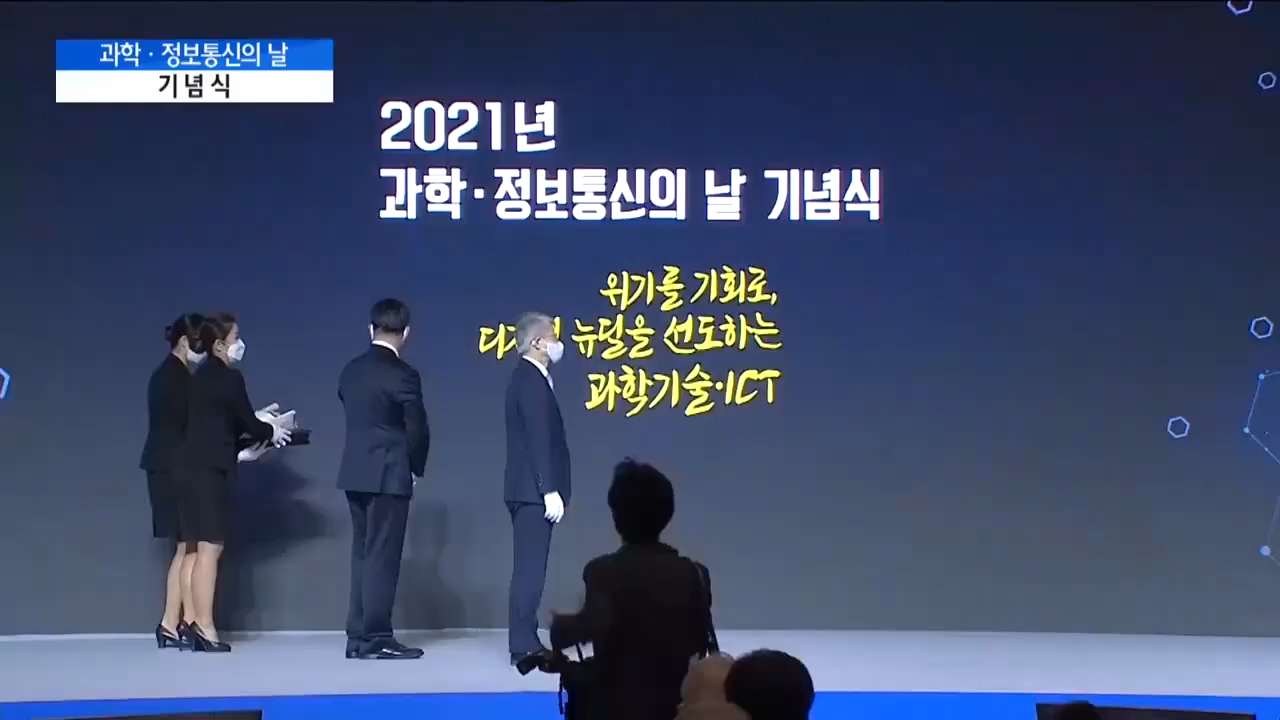 과학·정보통신의 날
기념식
2021년
과학·정보통신의 날 기념식
위기를 기회로,
뉴딜을 선도하는
과학기술·ICT